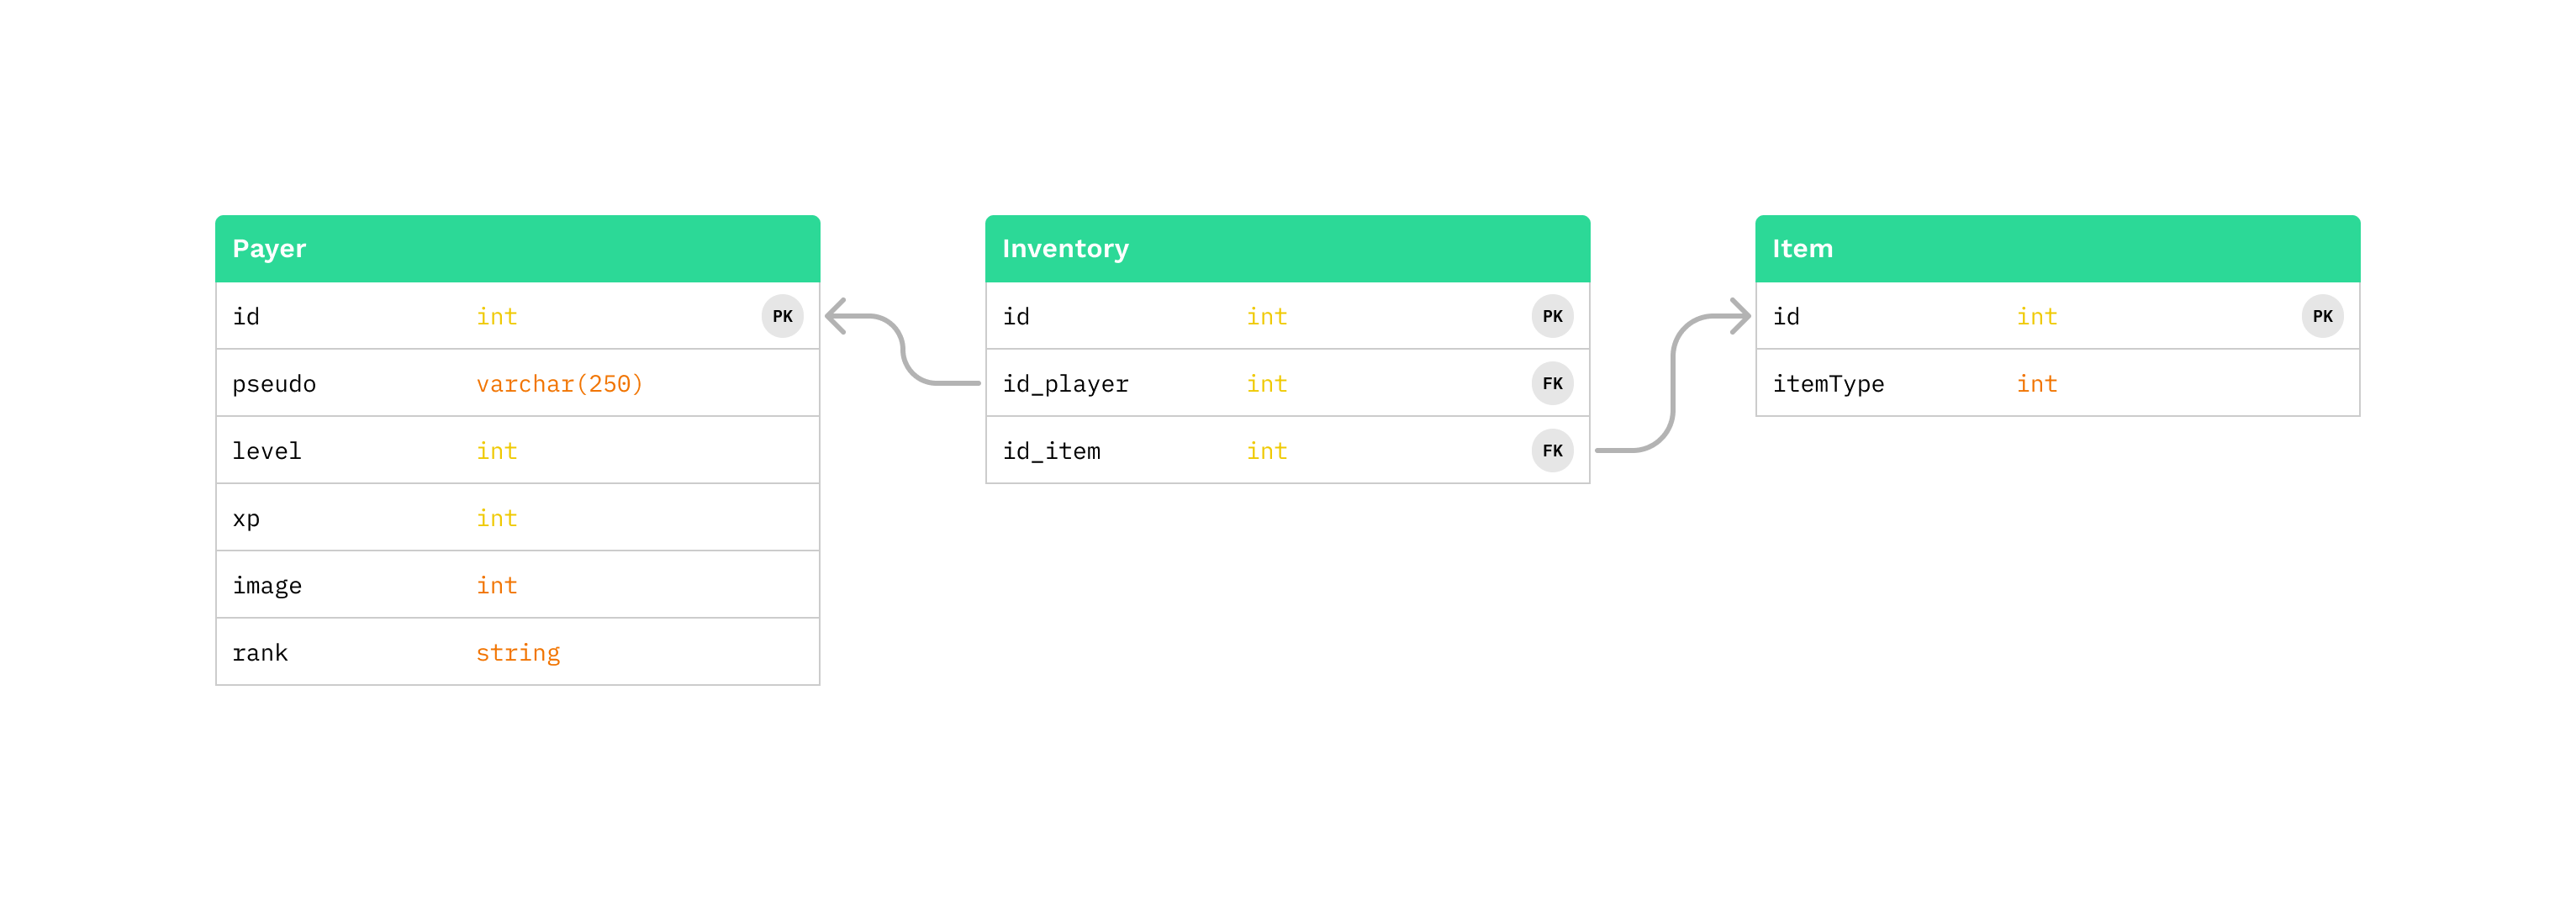 Payer
id int PK
pseudo varchar(250)
level int
xp int
image int
rank string
Inventory
id int PK
id_player int FK
id_item int FK
Item
id int PK
itemType int